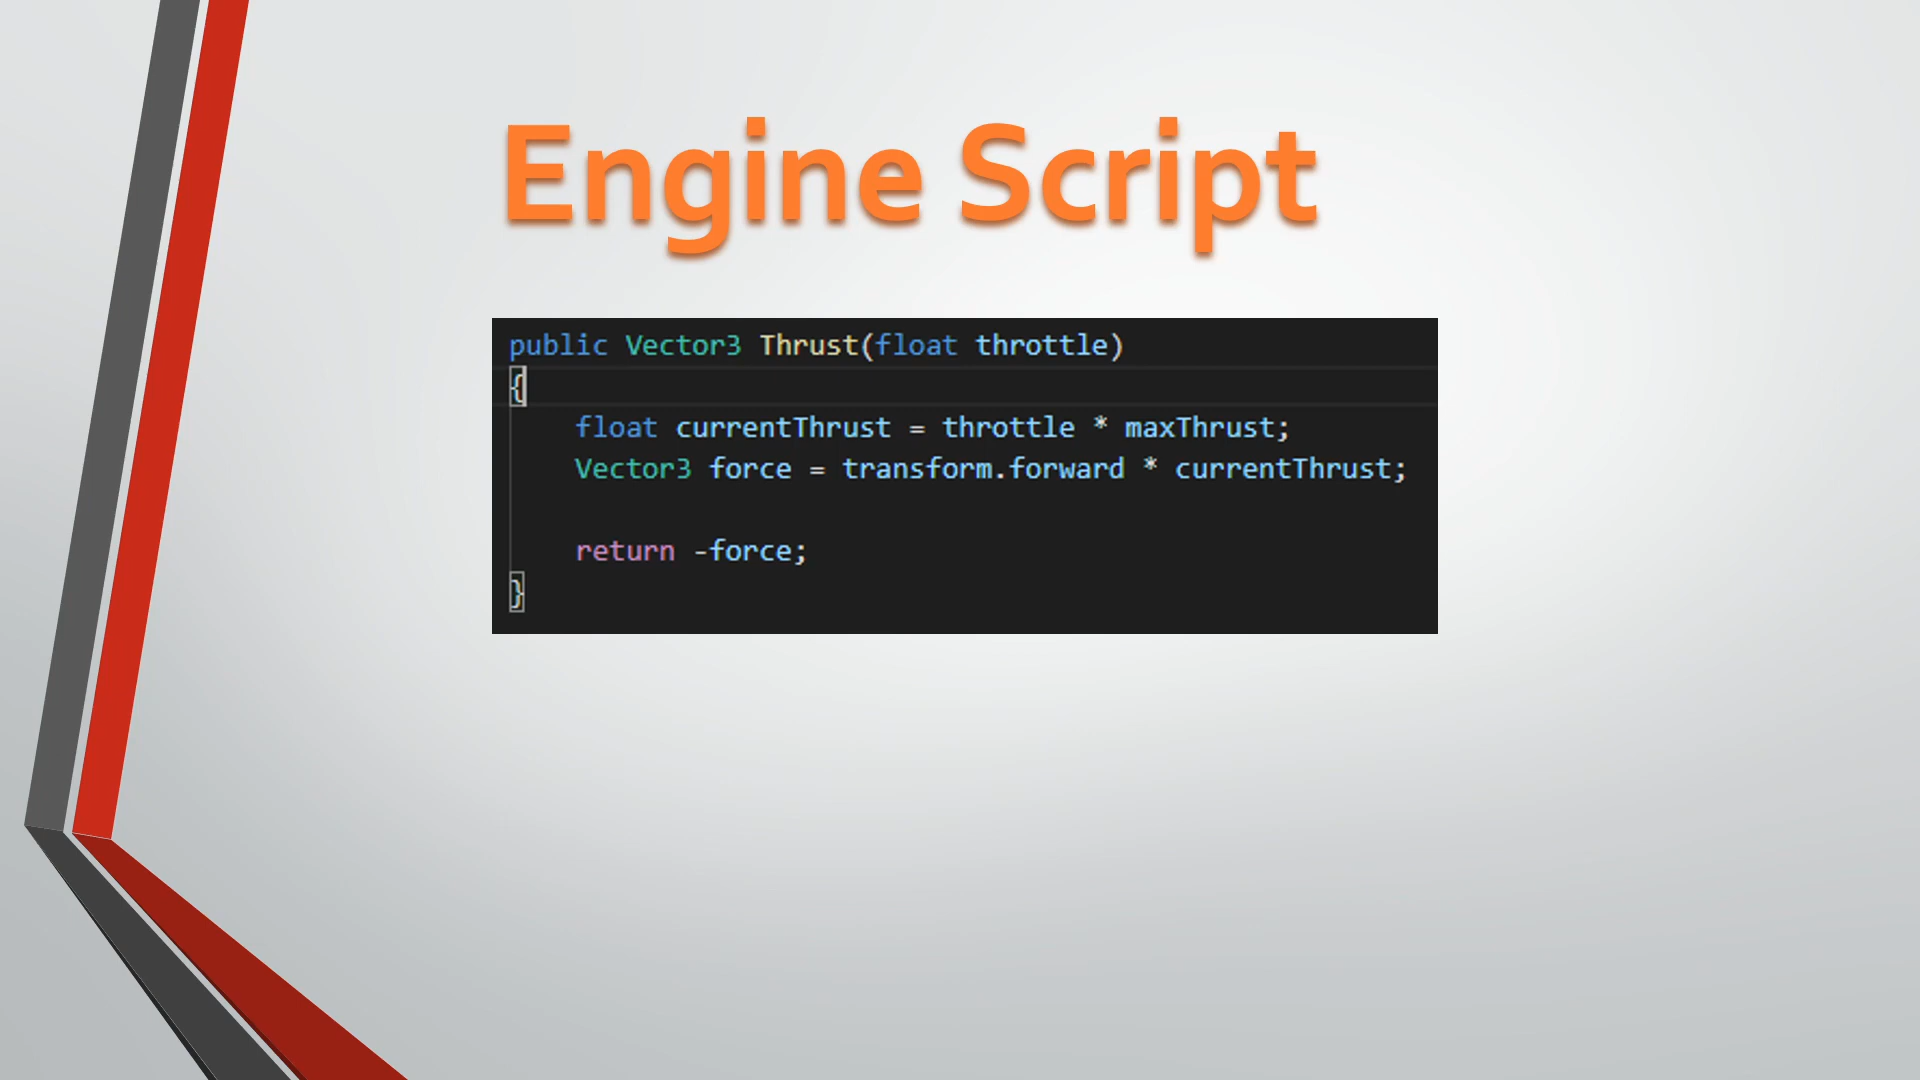 Engine Script
public Vector3 Thrust(float throttle)
{
    float currentThrust = throttle * maxThrust;
    Vector3 force = transform.forward * currentThrust;

    return -force;
}